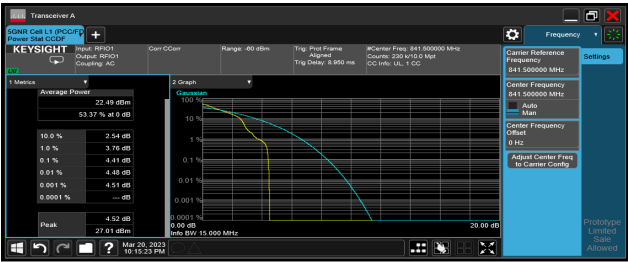 Transceiver A
5GNR Cell L1 (PCC/FD
Power Stat CCDF
Frequency
KEYSIGHT
Input: RFIO1
Output: RFIO1
Coupling: AC
Corr CCorr
Range: -60 dBm
Trig: Prot Frame
Aligned
Trig Delay: 8.950 ms
#Center Freq: 841.500000 MHz
Counts: 230 k/10.0 Mpt
CC Info: UL, 1 CC
LXI
Carrier Reference
Frequency
841.500000 MHz
Settings
Center Frequency
841.500000 MHz
Auto
Man
Center Frequency
Offset
0 Hz
Adjust Center Freq
to Carrier Config
1 Metrics
Average Power
22.49 dBm
53.37 % at 0 dB
10.0 % 2.54 dB
1.0 % 3.76 dB
0.1 % 4.41 dB
0.01 % 4.48 dB
0.001 % 4.51 dB
0.0001 % --- dB
Peak
4.52 dB
27.01 dBm
2 Graph
Gaussian
100 %
10 %
1 %
0.1 %
0.01 %
0.001 %
0.0001 %
0.00 dB
20.00 dB
Info BW 15.000 MHz
Mar 20, 2023
10:15:23 PM
Prototype
Limited
Sale
Allowed